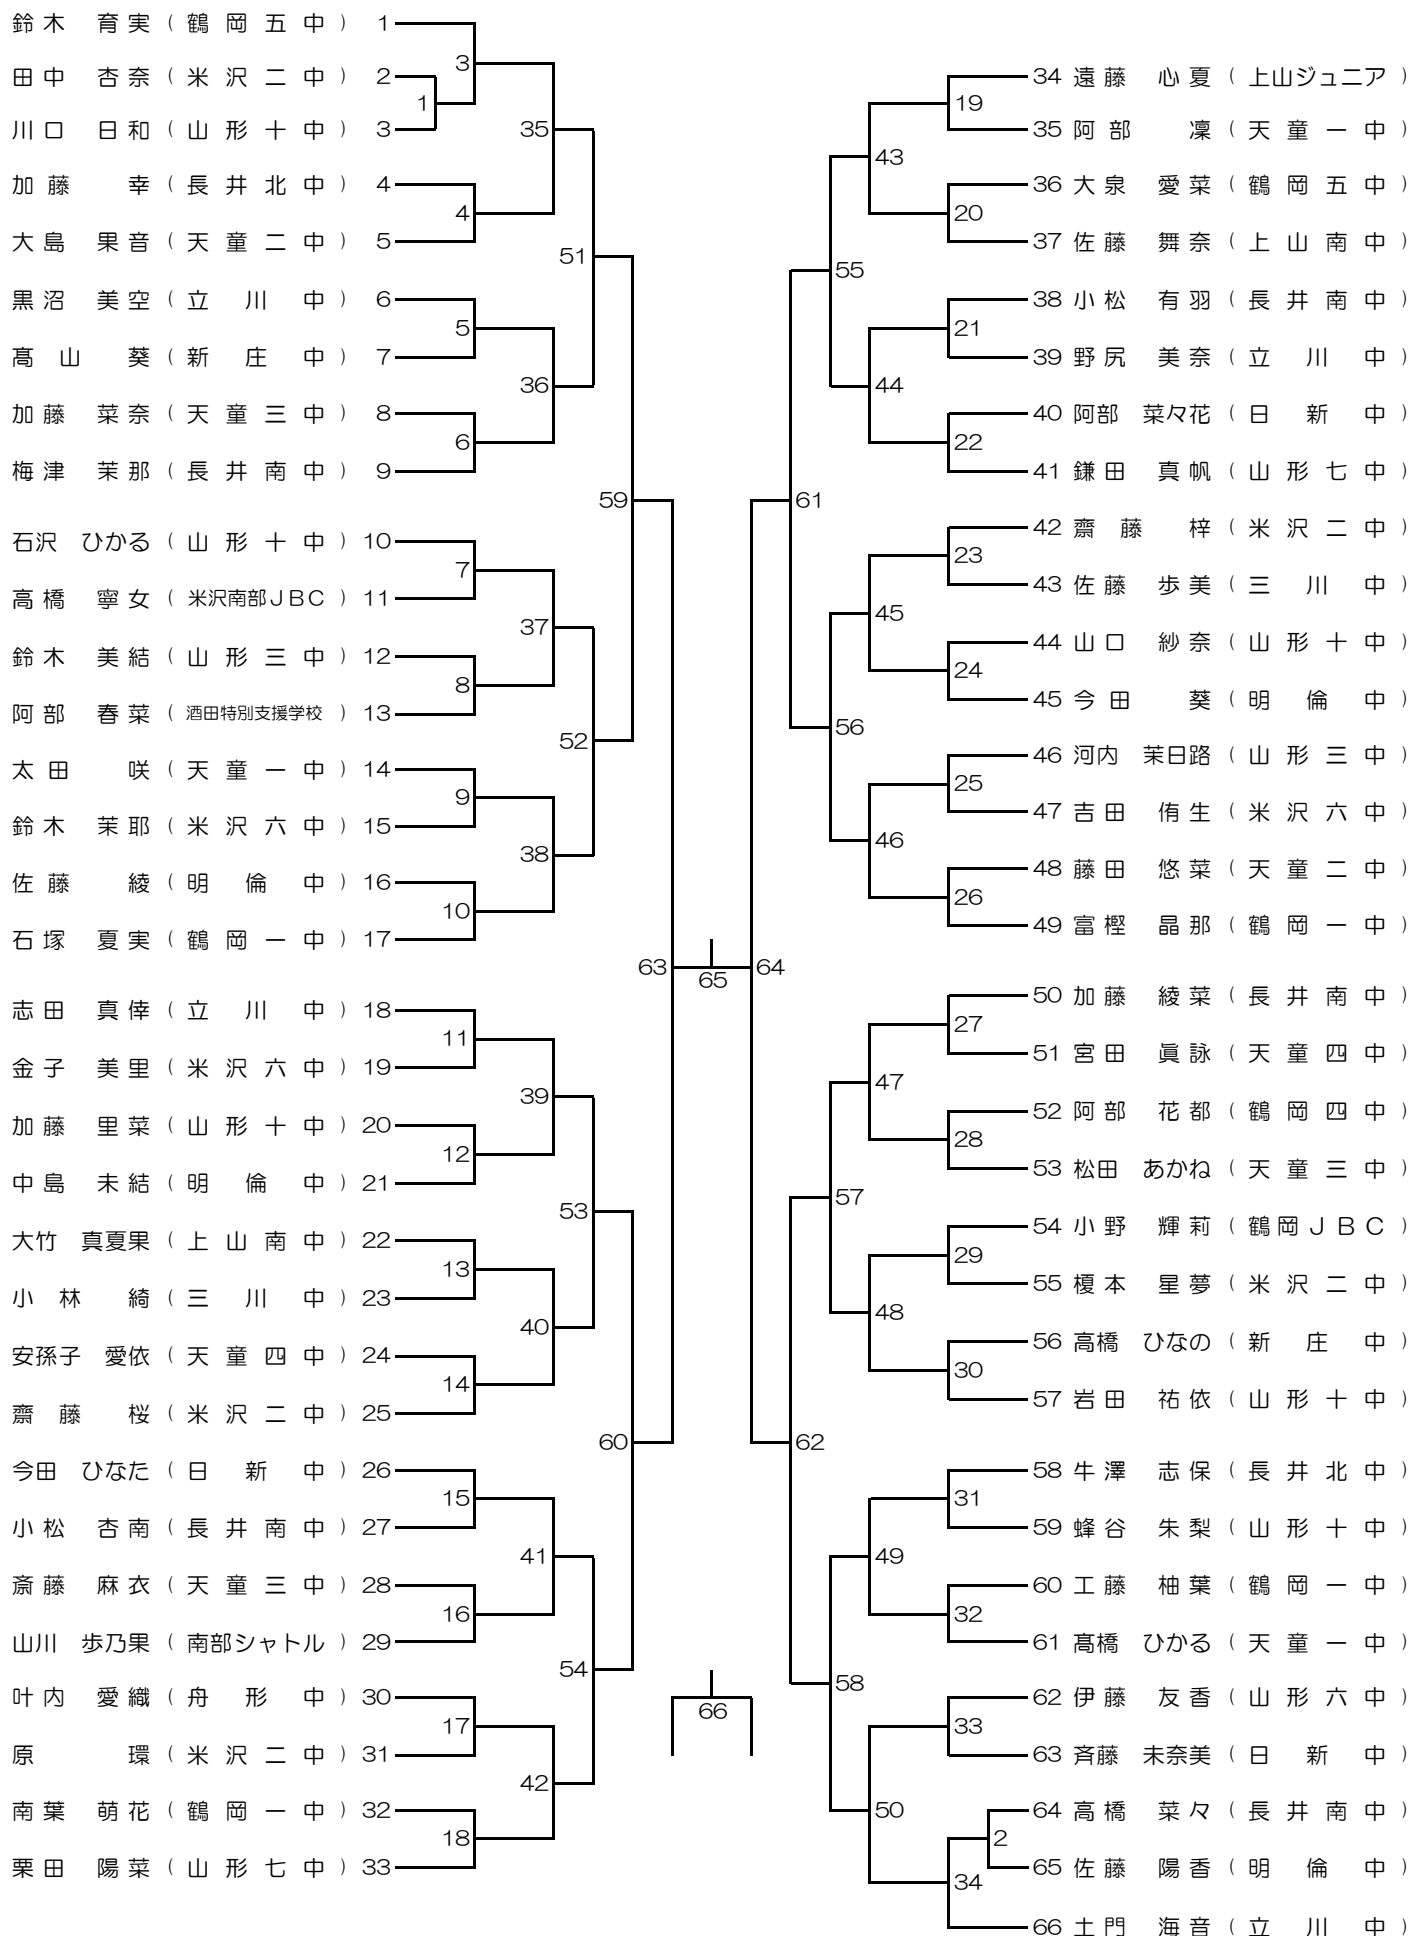 鈴木 育実 (鶴岡五中) 1
田中 杏奈 (米沢二中) 2
川口 日和 (山形十中) 3
加藤 幸 (長井北中) 4
大島 果音 (天童二中) 5
黒沼 美空 (立川中) 6
髙山 葵 (新庄中) 7
加藤 菜奈 (天童三中) 8
梅津 茉那 (長井南中) 9
石沢 ひかる (山形十中) 10
高橋 寧女 (米沢南部JBC) 11
鈴木 美結 (山形三中) 12
阿部 春菜 (酒田特別支援学校) 13
太田 咲 (天童一中) 14
鈴木 茉耶 (米沢六中) 15
佐藤 綾 (明倫中) 16
石塚 夏実 (鶴岡一中) 17
志田 真倖 (立川中) 18
金子 美里 (米沢六中) 19
加藤 里菜 (山形十中) 20
中島 未結 (明倫中) 21
大竹 真夏果 (上山南中) 22
小林 綺 (三川中) 23
安孫子 愛依 (天童四中) 24
齋藤 桜 (米沢二中) 25
今田 ひなた (日新中) 26
小松 杏南 (長井南中) 27
斎藤 麻衣 (天童三中) 28
山川 歩乃果 (南部シャトル) 29
叶内 愛織 (舟形中) 30
原 環 (米沢二中) 31
南葉 萌花 (鶴岡一中) 32
栗田 陽菜 (山形七中) 33
1
3
4
5
6
7
8
9
10
11
12
13
14
15
16
17
18
35
36
37
38
39
40
41
42
51
52
53
54
59
60
63
65
66
64
61
62
55
56
57
58
43
44
45
46
47
48
49
50
19
20
21
22
23
24
25
26
27
28
29
30
31
32
33
2
34
34 遠藤 心夏 (上山ジュニア)
35 阿部 凜 (天童一中)
36 大泉 愛菜 (鶴岡五中)
37 佐藤 舞奈 (上山南中)
38 小松 有羽 (長井南中)
39 野尻 美奈 (立川中)
40 阿部 菜々花 (日新中)
41 鎌田 真帆 (山形七中)
42 齋藤 梓 (米沢二中)
43 佐藤 歩美 (三川中)
44 山口 紗奈 (山形十中)
45 今田 葵 (明倫中)
46 河内 茉日路 (山形三中)
47 吉田 侑生 (米沢六中)
48 藤田 悠菜 (天童二中)
49 富樫 晶那 (鶴岡一中)
50 加藤 綾菜 (長井南中)
51 宮田 眞詠 (天童四中)
52 阿部 花都 (鶴岡四中)
53 松田 あかね (天童三中)
54 小野 輝莉 (鶴岡JBC)
55 榎本 星夢 (米沢二中)
56 高橋 ひなの (新庄中)
57 岩田 祐依 (山形十中)
58 牛澤 志保 (長井北中)
59 蜂谷 朱梨 (山形十中)
60 工藤 柚葉 (鶴岡一中)
61 髙橋 ひかる (天童一中)
62 伊藤 友香 (山形六中)
63 斉藤 未奈美 (日新中)
64 高橋 菜々 (長井南中)
65 佐藤 陽香 (明倫中)
66 土門 海音 (立川中)